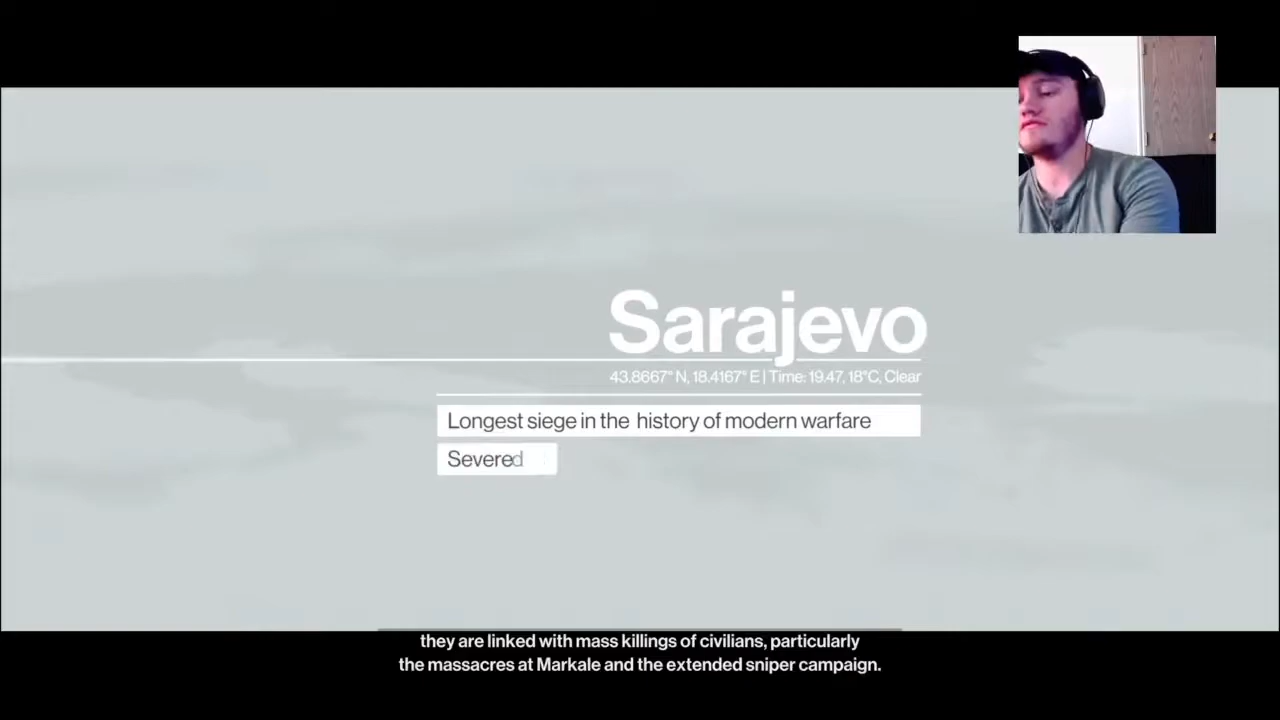 Sarajevo
43.8667° N, 18.4167° E | Time: 19.47, 18°C, Clear
Longest siege in the history of modern warfare
Severed
they are linked with mass killings of civilians, particularly
the massacres at Markale and the extended sniper campaign.